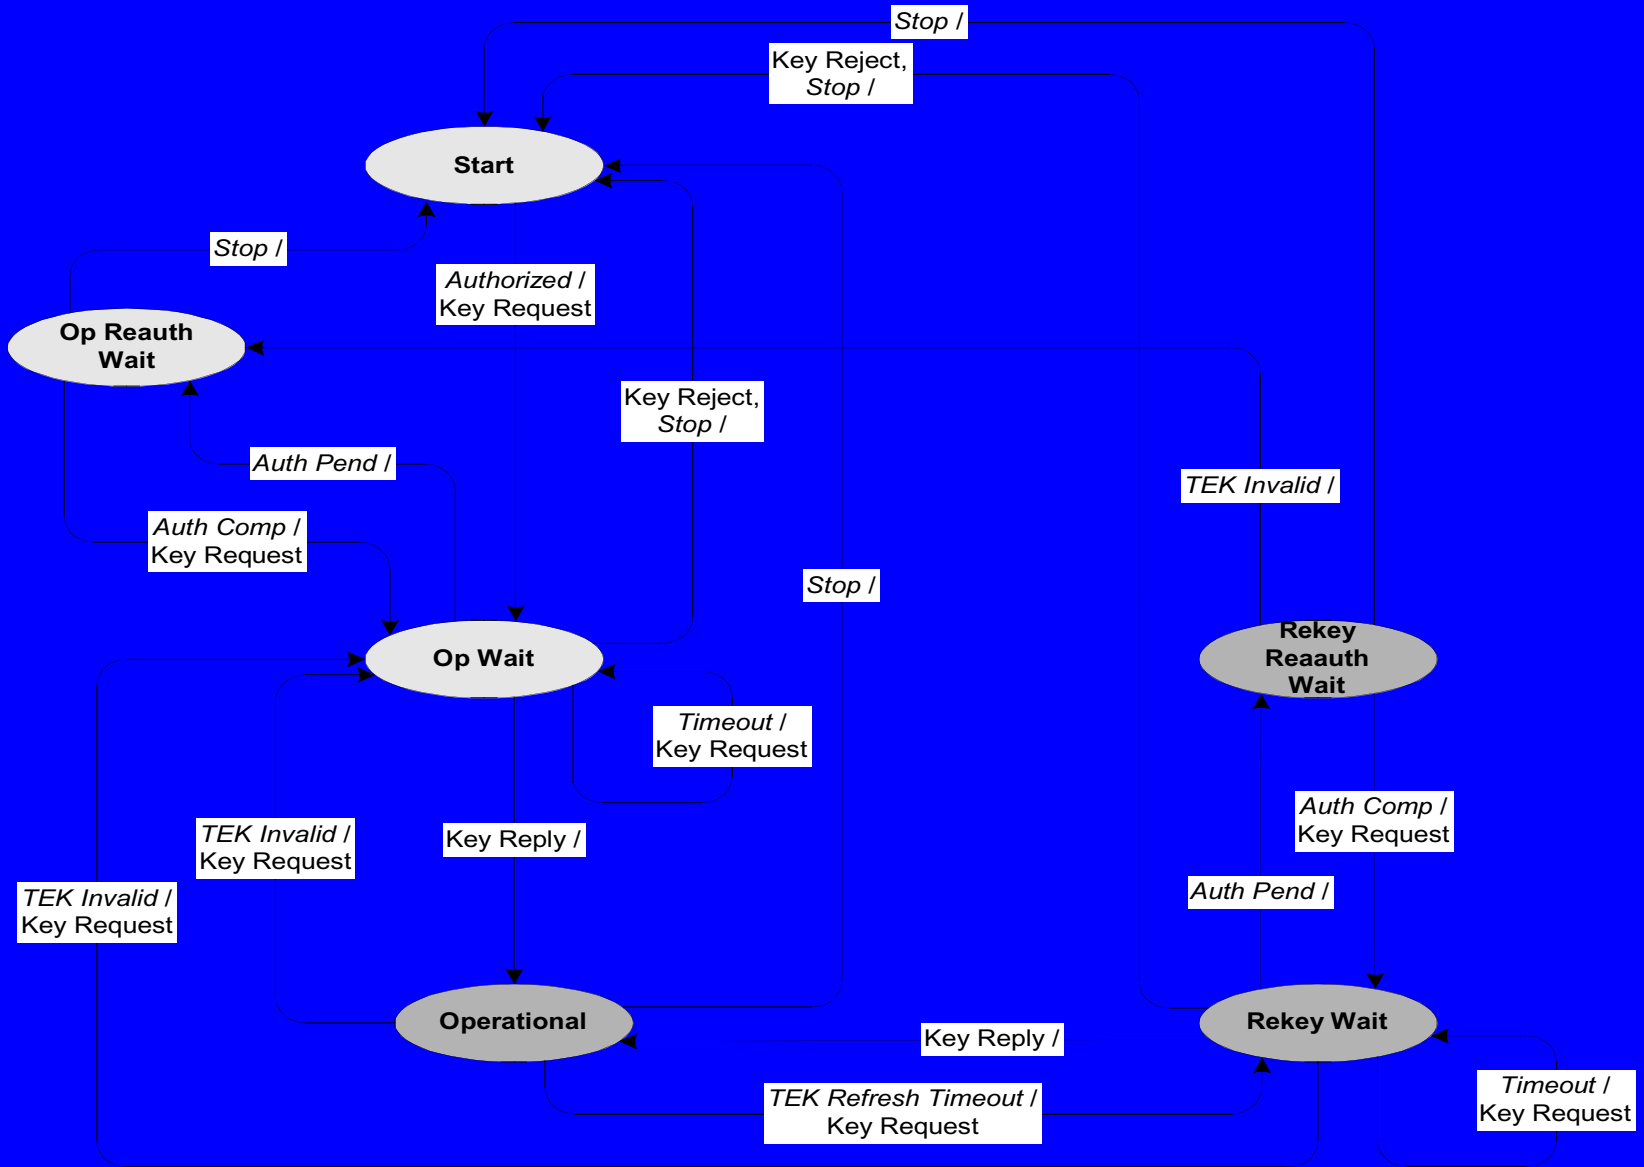 Stop /
Key Reject,
Stop /
Start
Stop /
Authorized /
Key Request
Op Reauth
Wait
Key Reject,
Stop /
Auth Pend /
TEK Invalid /
Auth Comp /
Key Request
Stop /
Op Wait
Rekey
Reaauth
Wait
Timeout /
Key Request
TEK Invalid /
Key Request
Key Reply /
Auth Comp /
Key Request
TEK Invalid /
Key Request
Auth Pend /
Operational
Rekey Wait
Key Reply /
TEK Refresh Timeout /
Key Request
Timeout /
Key Request